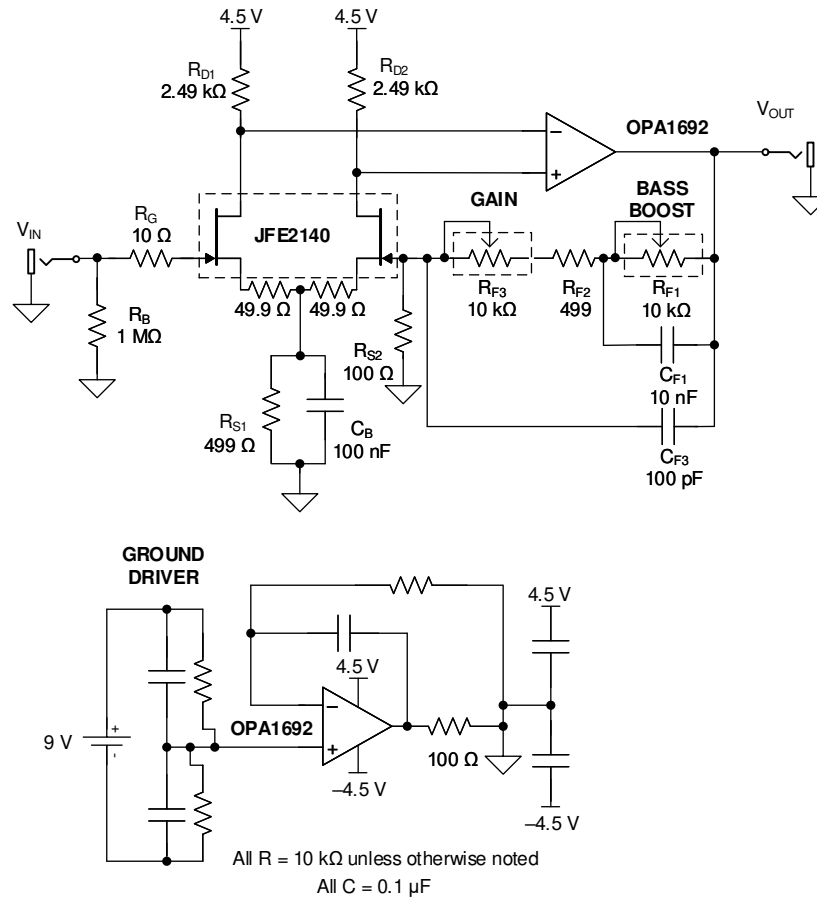 4.5 V
4.5 V
RD1
2.49 kΩ
RD2
2.49 kΩ
−
+
OPA1692
VOUT
VIN
RG
10 Ω
JFE2140
GAIN
BASS
BOOST
RB
1 MΩ
49.9 Ω
49.9 Ω
RF3
10 kΩ
RF2
499
RF1
10 kΩ
RS2
100 Ω
CF1
10 nF
RS1
499 Ω
CB
100 nF
CF3
100 pF
GROUND
DRIVER
4.5 V
4.5 V
−
+
OPA1692
9 V
+
-
100 Ω
–4.5 V
–4.5 V
All R = 10 kΩ unless otherwise noted
All C = 0.1 µF